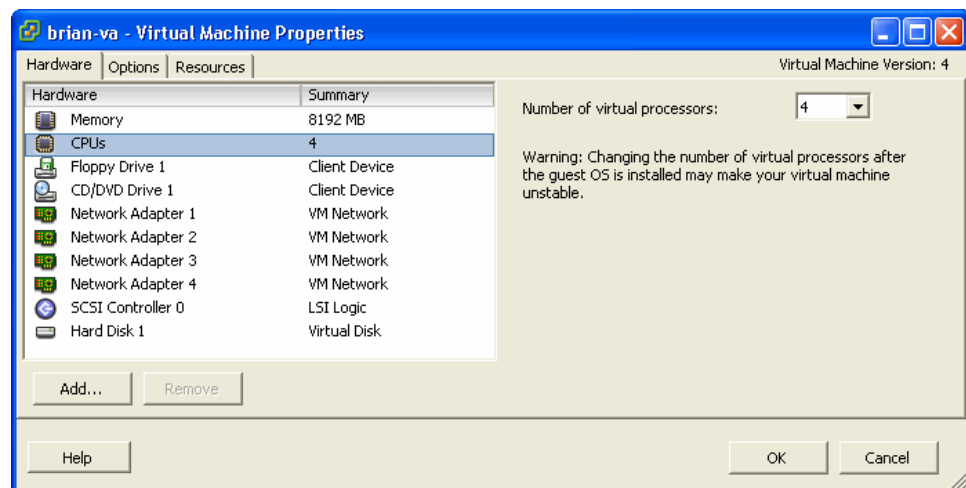 brian-va - Virtual Machine Properties
Hardware Options Resources Virtual Machine Version: 4
Hardware Summary
Memory 8192 MB
CPUs 4
Floppy Drive 1 Client Device
CD/DVD Drive 1 Client Device
Network Adapter 1 VM Network
Network Adapter 2 VM Network
Network Adapter 3 VM Network
Network Adapter 4 VM Network
SCSI Controller 0 LSI Logic
Hard Disk 1 Virtual Disk
Add... Remove
Number of virtual processors: 4
Warning: Changing the number of virtual processors after
the guest OS is installed may make your virtual machine
unstable.
Help OK Cancel